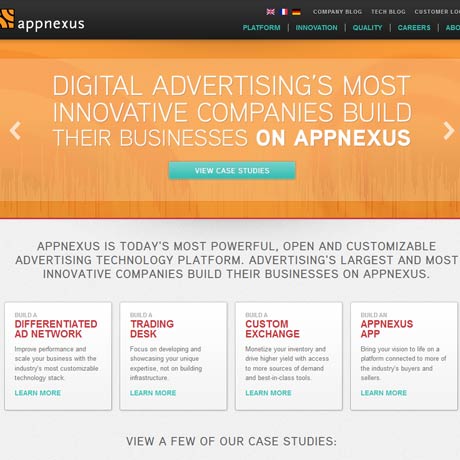 appnexus
COMPANY BLOG TECH BLOG CUSTOMER LO
PLATFORM INNOVATION QUALITY CAREERS ABO
DIGITAL ADVERTISING'S MOST
INNOVATIVE COMPANIES BUILD
THEIR BUSINESSES ON APPNEXUS
VIEW CASE STUDIES
APPNEXUS IS TODAY'S MOST POWERFUL, OPEN AND CUSTOMIZABLE
ADVERTISING TECHNOLOGY PLATFORM. ADVERTISING'S LARGEST AND MOST
INNOVATIVE COMPANIES BUILD THEIR BUSINESSES ON APPNEXUS.
BUILD A
DIFFERENTIATED
AD NETWORK
Improve performance and
scale your business with the
industry's most customizable
technology stack.
LEARN MORE
BUILD A
TRADING
DESK
Focus on developing and
showcasing your unique
expertise, not on building
infrastructure.
LEARN MORE
BUILD A
CUSTOM
EXCHANGE
Monetize your inventory and
drive higher yield with access
to more sources of demand
and best-in-class tools.
LEARN MORE
BUILD AN
APPNEXUS
APP
Bring your vision to life on a
platform connected to more of
the industry's buyers and
sellers.
LEARN MORE
VIEW A FEW OF OUR CASE STUDIES: